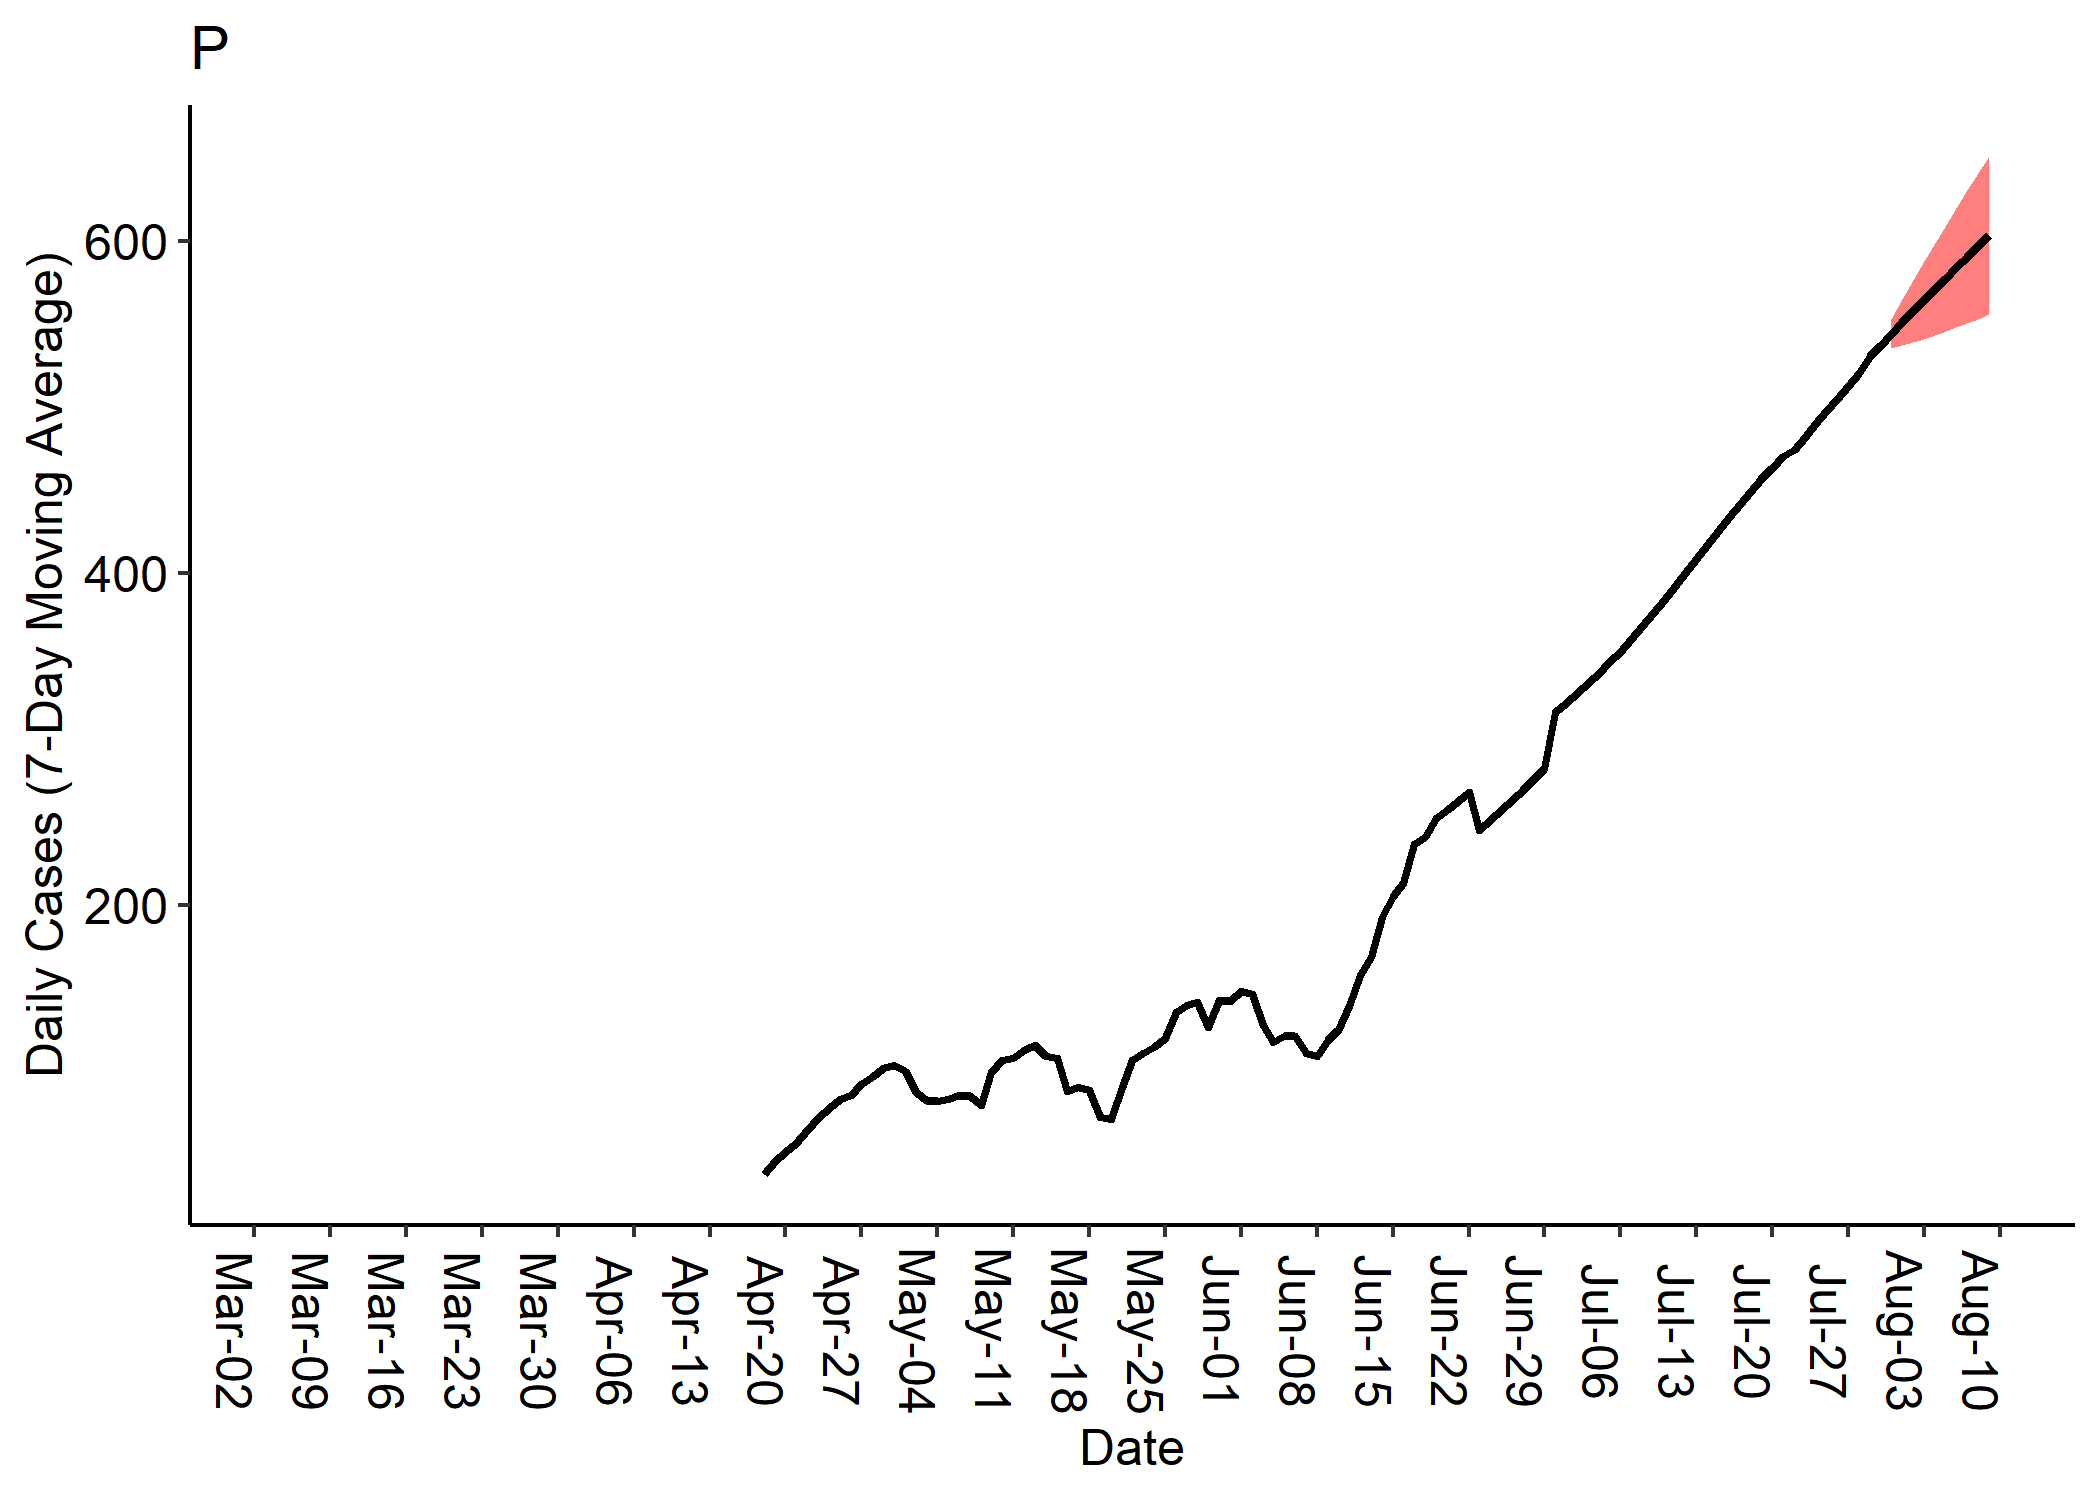 P
Daily Cases (7-Day Moving Average)
600
400
200
Mar-02
Mar-09
Mar-16
Mar-23
Mar-30
Apr-06
Apr-13
Apr-20
Apr-27
May-04
May-11
May-18
May-25
Jun-01
Jun-08
Jun-15
Jun-22
Jun-29
Jul-06
Jul-13
Jul-20
Jul-27
Aug-03
Aug-10
Date